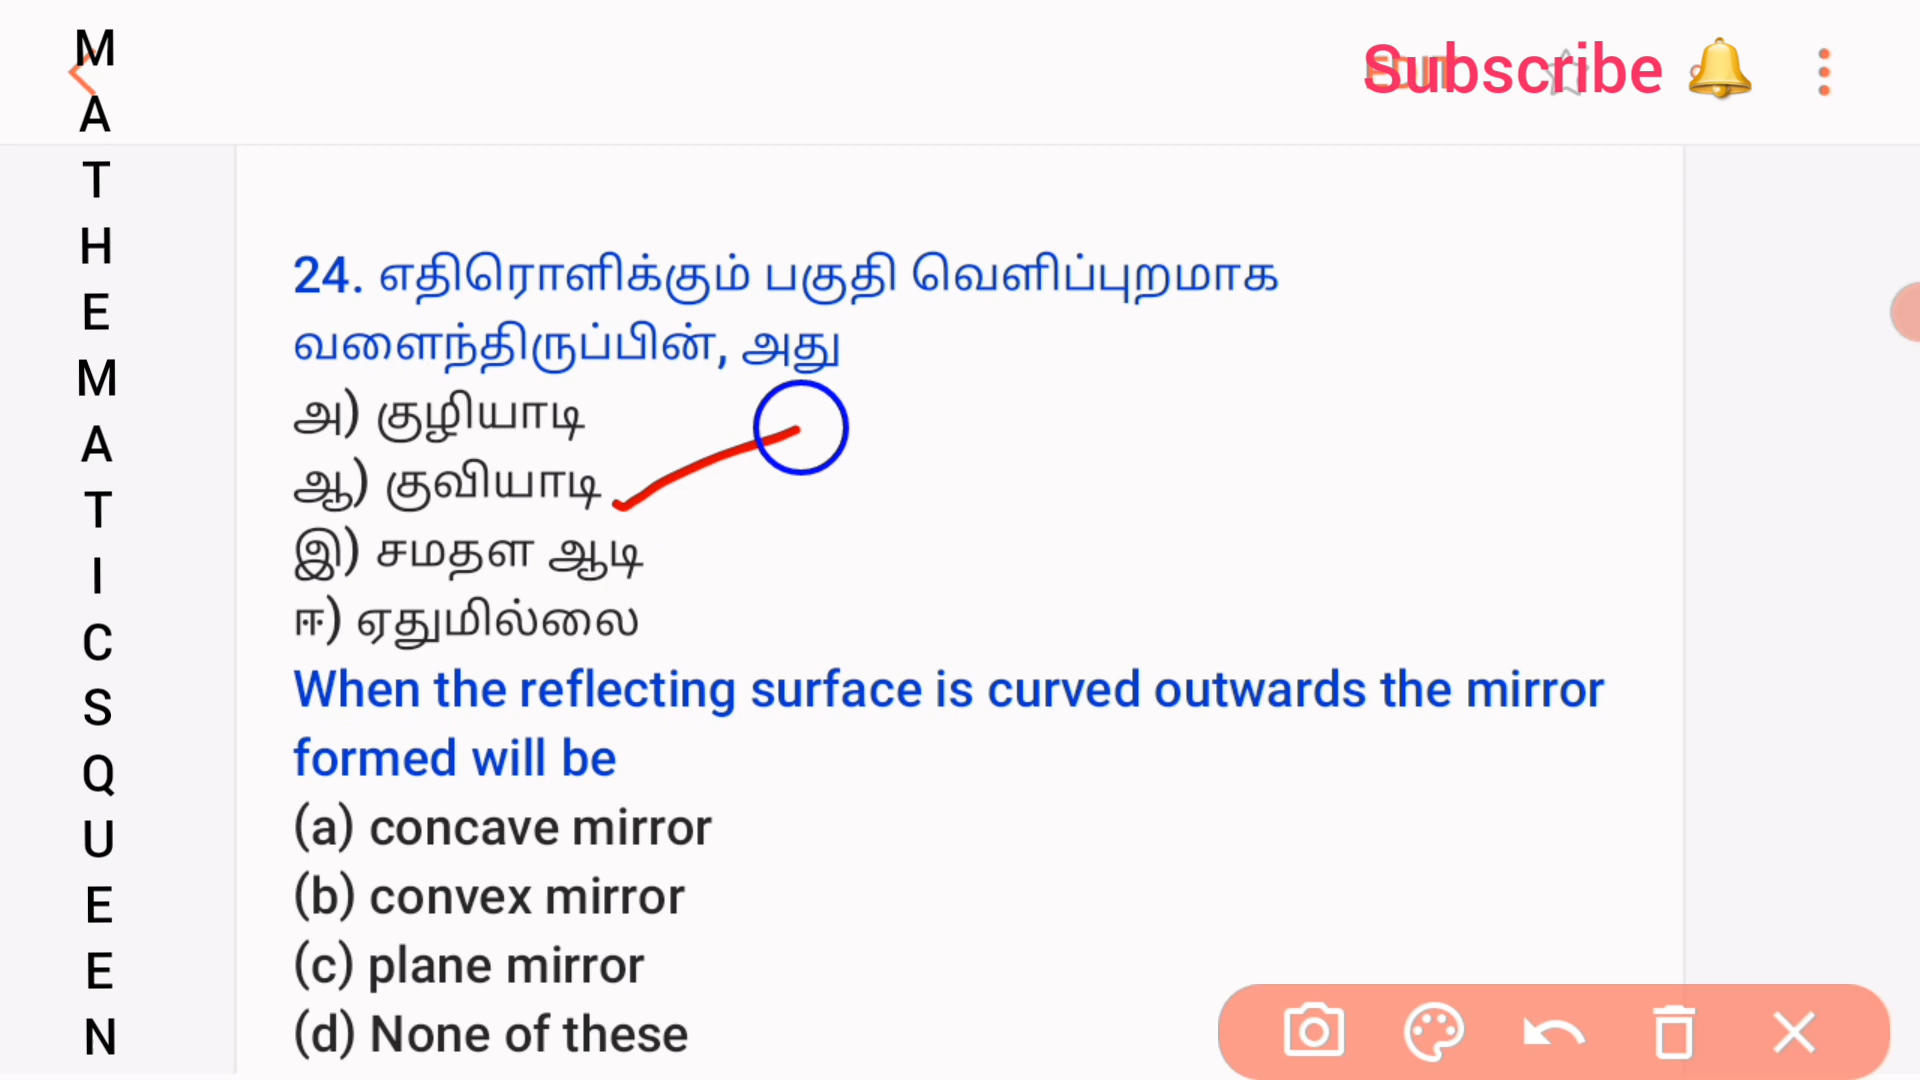 Subscribe
MATHEMATICSQUEEN
24. எதிரொளிக்கும் பகுதி வெளிப்புறமாக
வளைந்திருப்பின், அது
அ) குழியாடி
ஆ) குவியாடி
இ) சமதள ஆடி
ஈ) ஏதுமில்லை
When the reflecting surface is curved outwards the mirror
formed will be
(a) concave mirror
(b) convex mirror
(c) plane mirror
(d) None of these